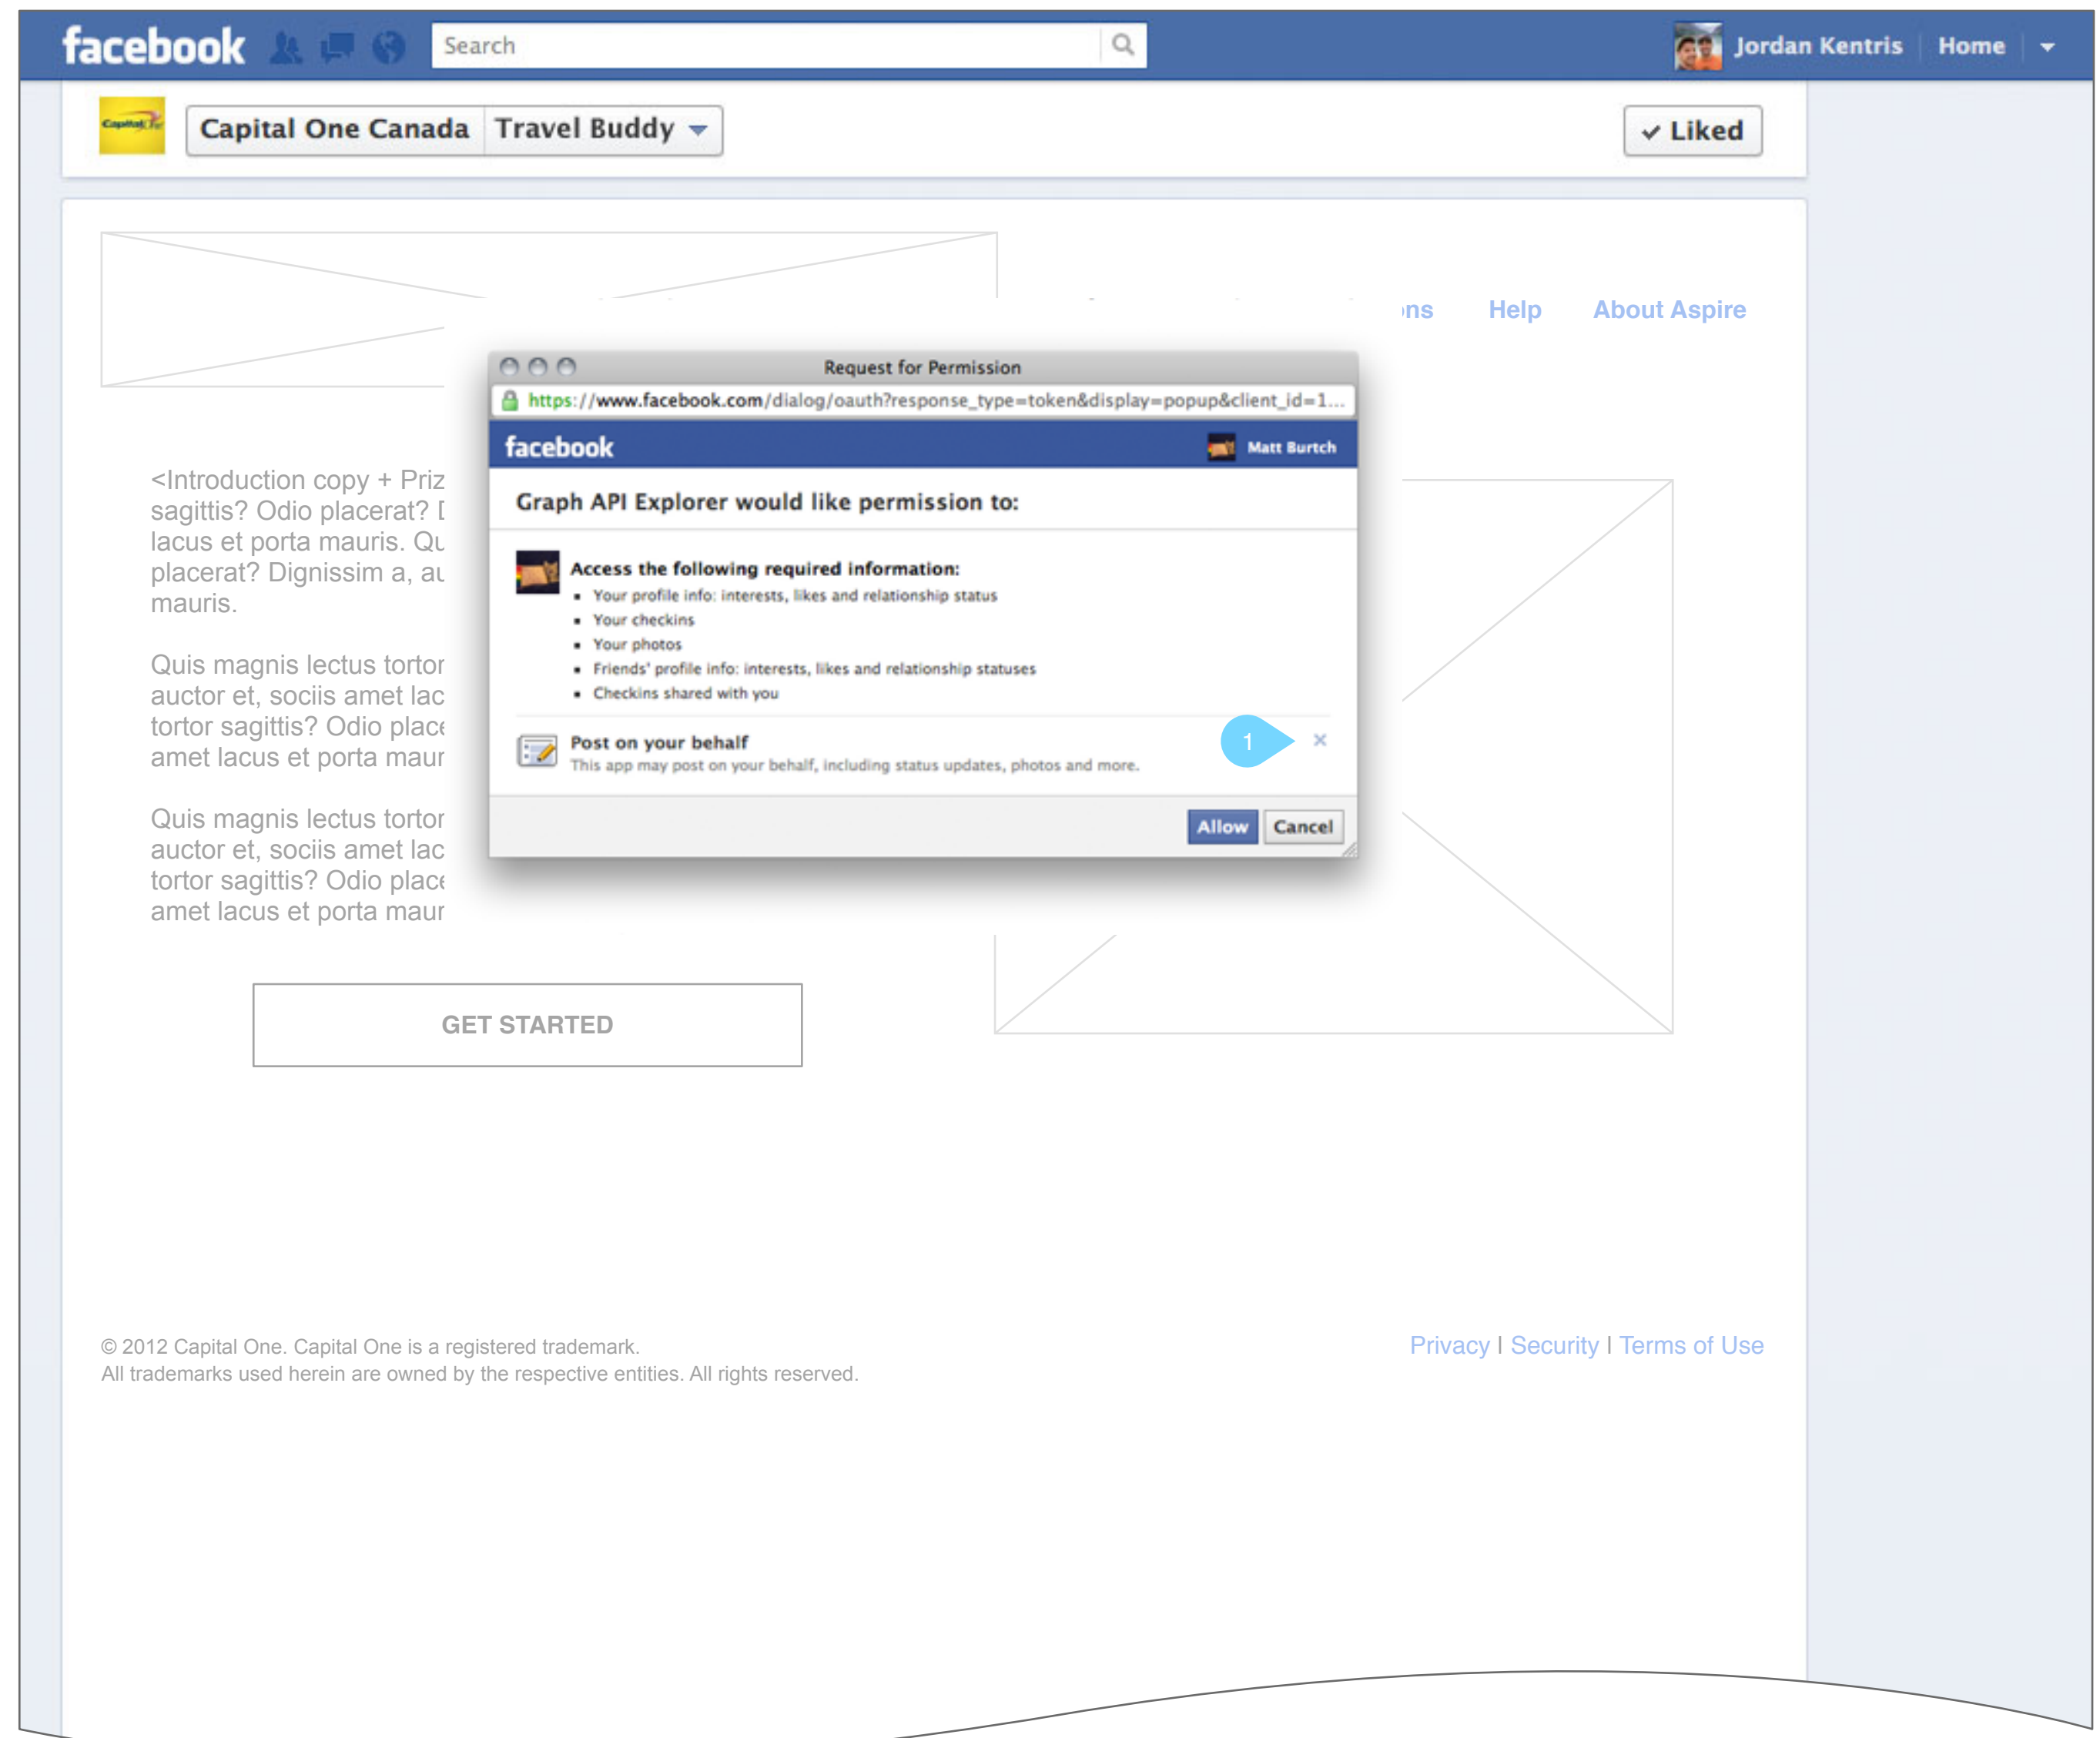 facebook Search Jordan Kentris Home
Capital One Canada Travel Buddy Liked
Help About Aspire
Request for Permission
https://www.facebook.com/dialog/oauth?response_type=token&display=popup&client_id=1...
facebook Matt Burtch
Graph API Explorer would like permission to:
Access the following required information:
▪ Your profile info: interests, likes and relationship status
▪ Your checkins
▪ Your photos
▪ Friends' profile info: interests, likes and relationship statuses
▪ Checkins shared with you
Post on your behalf 1
This app may post on your behalf, including status updates, photos and more.
Allow Cancel
<Introduction copy + Priz
sagittis? Odio placerat?
lacus et porta mauris. Qu
placerat? Dignissim a, au
mauris.
Quis magnis lectus tortor
auctor et, sociis amet lac
tortor sagittis? Odio place
amet lacus et porta maur
Quis magnis lectus tortor
auctor et, sociis amet lac
tortor sagittis? Odio place
amet lacus et porta maur
GET STARTED
© 2012 Capital One. Capital One is a registered trademark.
All trademarks used herein are owned by the respective entities. All rights reserved.
Privacy | Security | Terms of Use